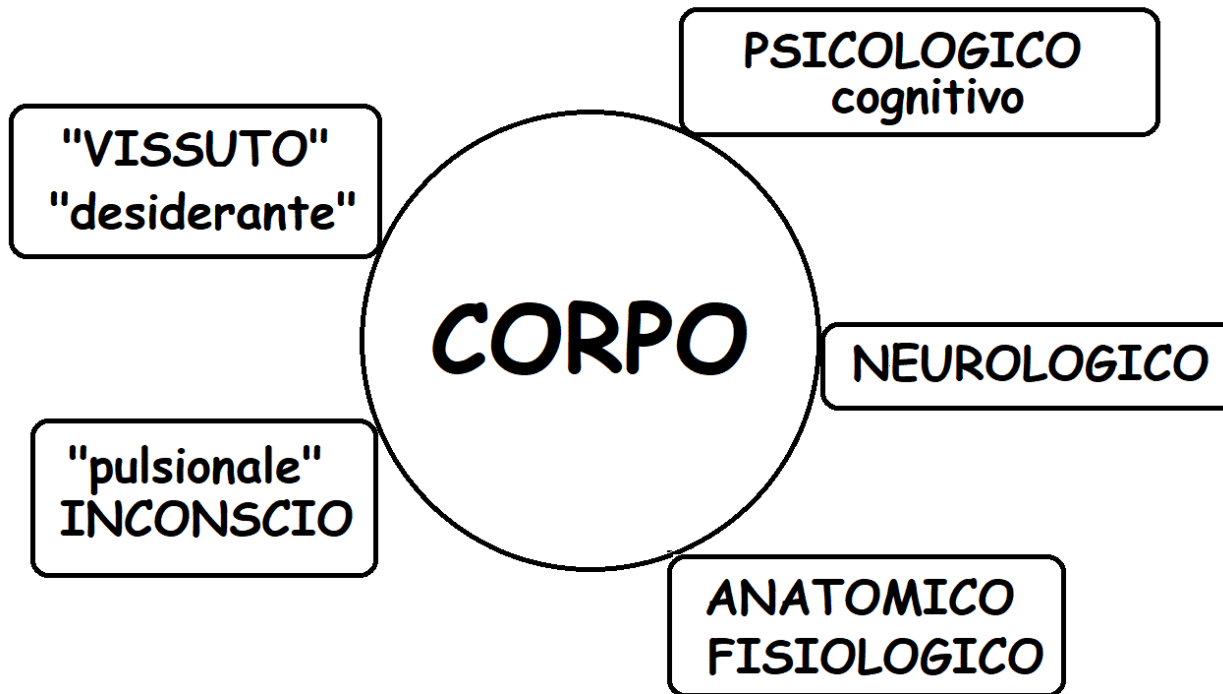 PSICOLOGICO
cognitivo
"VISSUTO"
"desiderante"
CORPO
NEUROLOGICO
"pulsionale"
INCONSCIO
ANATOMICO
FISIOLOGICO